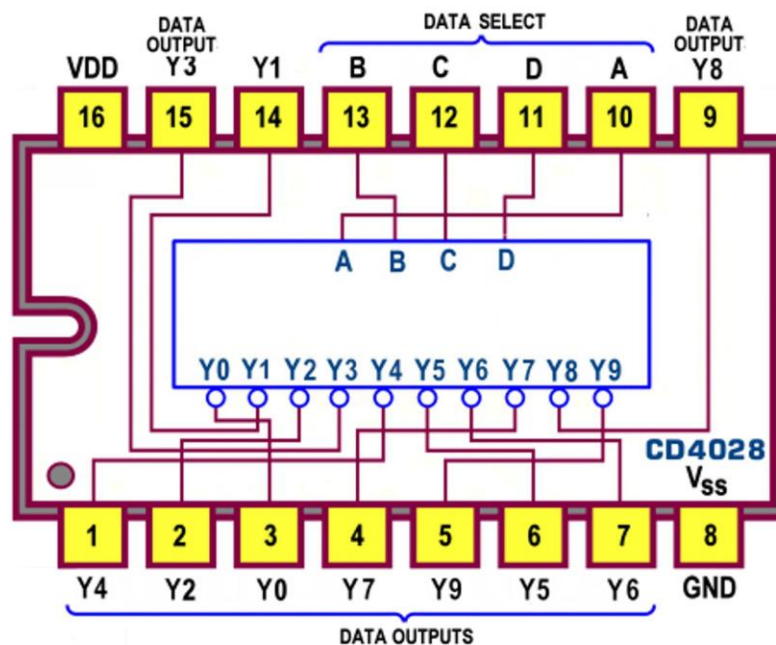 DATA SELECT
DATA OUTPUT
DATA OUTPUT
VDD Y3 Y1 B C D A Y8
16 15 14 13 12 11 10 9
A B C D
Y0 Y1 Y2 Y3 Y4 Y5 Y6 Y7 Y8 Y9
CD4028
VSS
1 2 3 4 5 6 7 8
Y4 Y2 Y0 Y7 Y9 Y5 Y6 GND
DATA OUTPUTS